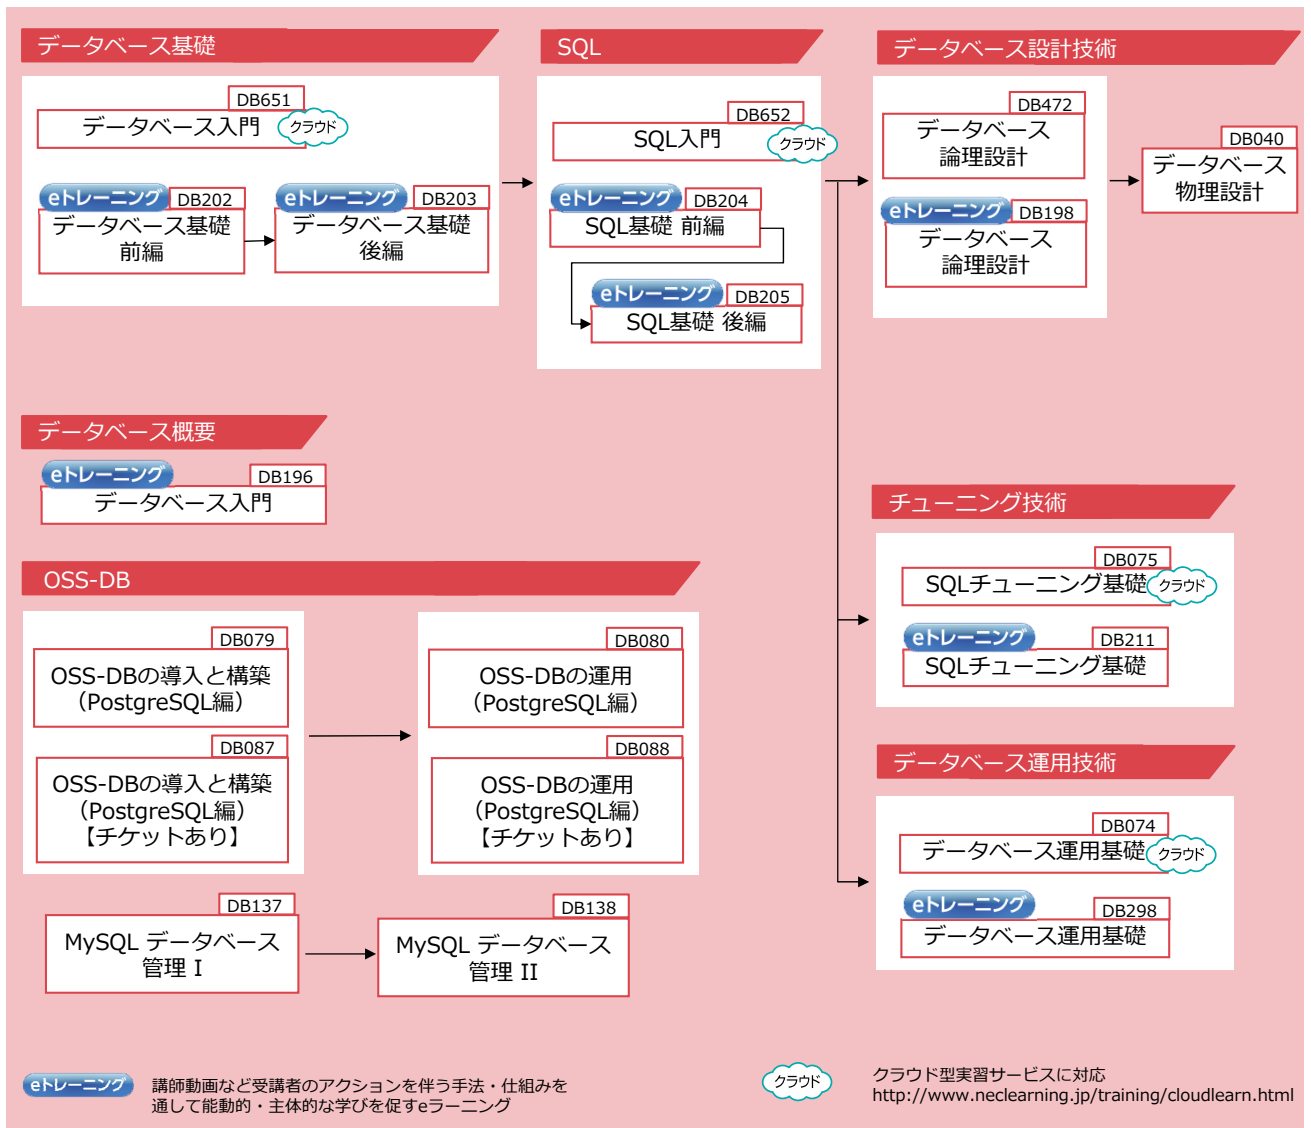 データベース基礎
DB651
データベース入門
クラウド
eトレーニング
DB202
データベース基礎
前編
eトレーニング
DB203
データベース基礎
後編
SQL
DB652
SQL入門
クラウド
eトレーニング
DB204
SQL基礎 前編
eトレーニング
DB205
SQL基礎 後編
データベース設計技術
DB472
データベース
論理設計
eトレーニング
DB198
データベース
論理設計
DB040
データベース
物理設計
データベース概要
eトレーニング
DB196
データベース入門
OSS-DB
DB079
OSS-DBの導入と構築
（PostgreSQL編）
DB087
OSS-DBの導入と構築
（PostgreSQL編）
【チケットあり】
DB080
OSS-DBの運用
（PostgreSQL編）
DB088
OSS-DBの運用
（PostgreSQL編）
【チケットあり】
DB137
MySQL データベース
管理 I
DB138
MySQL データベース
管理 II
チューニング技術
DB075
SQLチューニング基礎
クラウド
eトレーニング
DB211
SQLチューニング基礎
データベース運用技術
DB074
データベース運用基礎
クラウド
eトレーニング
DB298
データベース運用基礎
eトレーニング
講師動画など受講者のアクションを伴う手法・仕組みを
通して能動的・主体的な学びを促すeラーニング
クラウド
クラウド型実習サービスに対応
http://www.neclearning.jp/training/cloudlearn.html